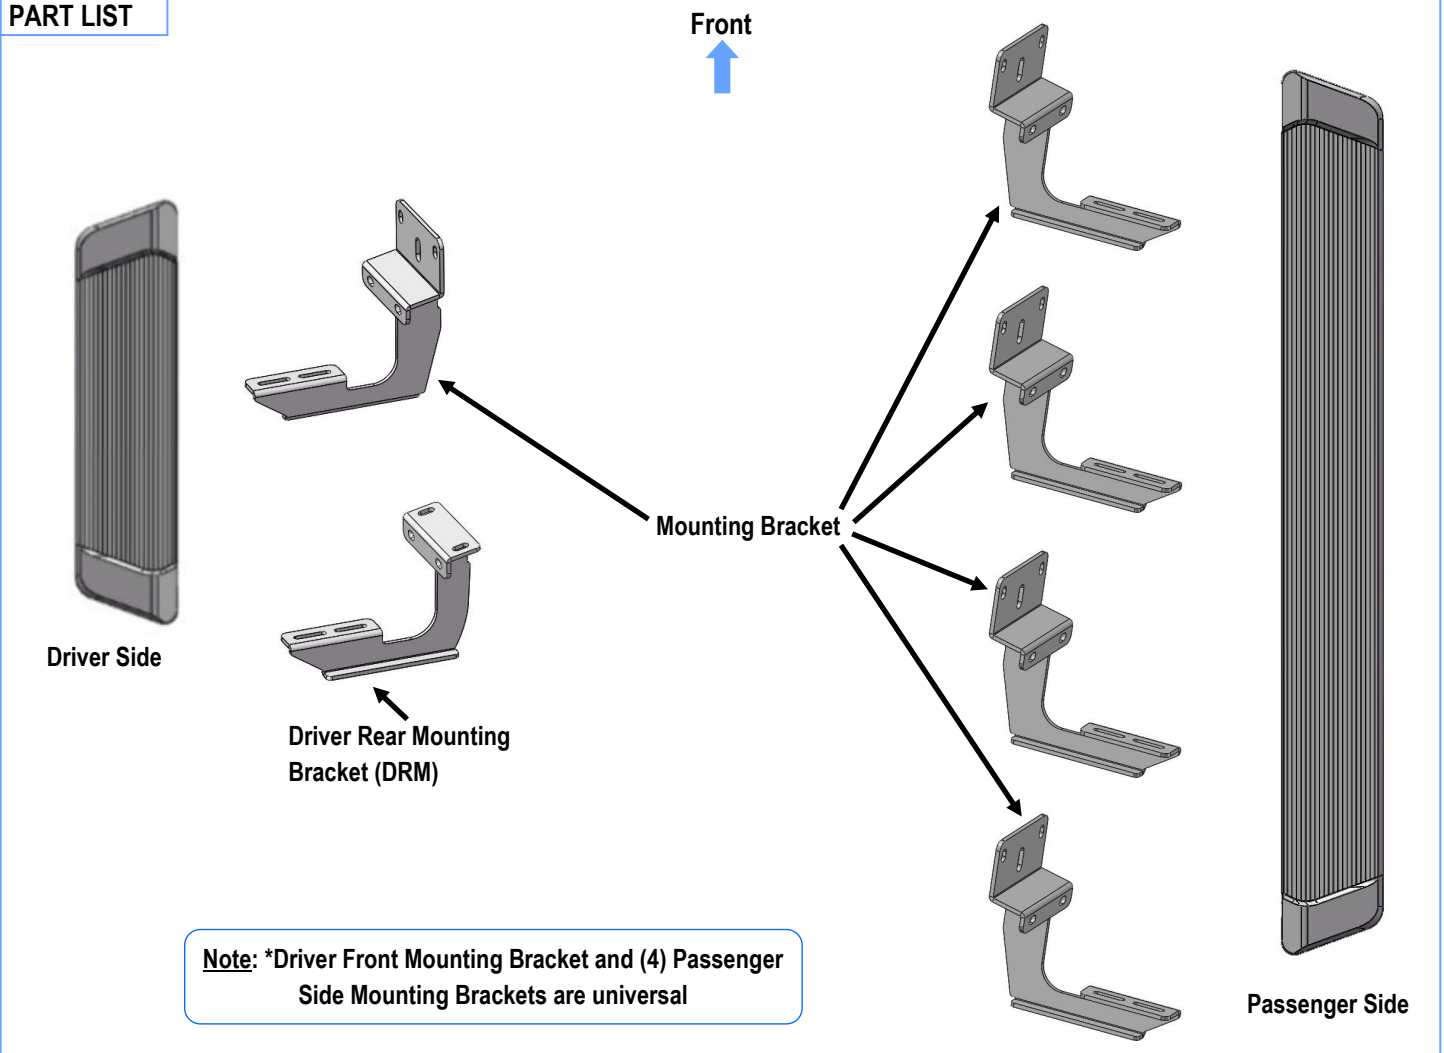 PART LIST
Front
Mounting Bracket
Driver Side
Driver Rear Mounting
Bracket (DRM)
Note: *Driver Front Mounting Bracket and (4) Passenger
Side Mounting Brackets are universal
Passenger Side